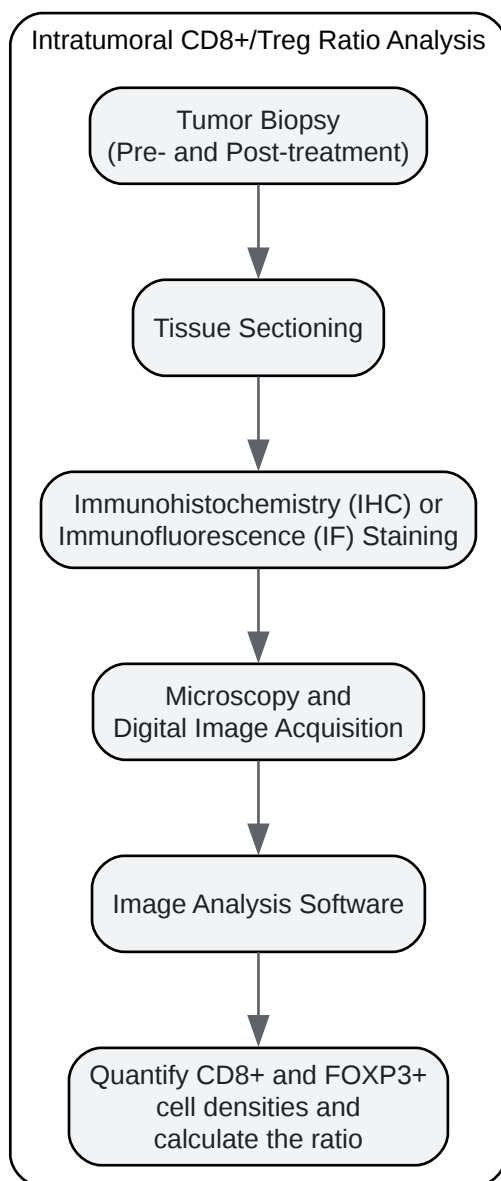 Intratumoral CD8+/Treg Ratio Analysis
Tumor Biopsy
(Pre- and Post-treatment)
Tissue Sectioning
Immunohistochemistry (IHC) or
Immunofluorescence (IF) Staining
Microscopy and
Digital Image Acquisition
Image Analysis Software
Quantify CD8+ and FOXP3+
cell densities and
calculate the ratio